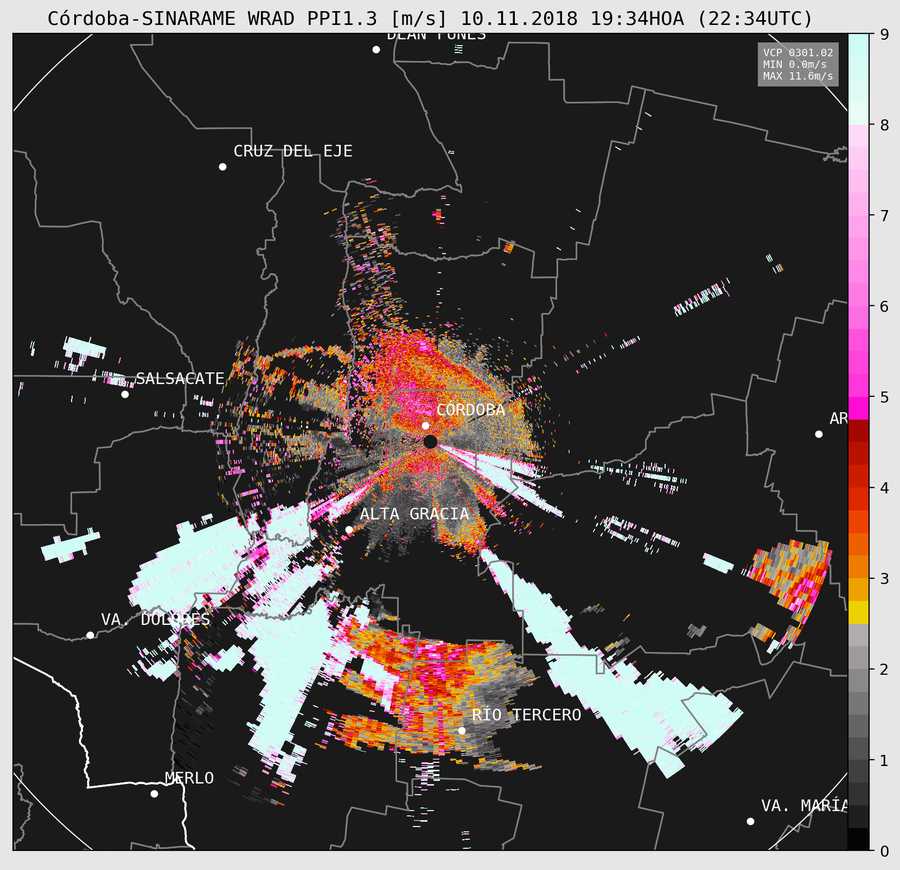 Córdoba-SINARAME WRAD PPI1.3 [m/s] 10.11.2018 19:34HOA (22:34UTC)
DEAN FUNES
VCP 0301.02
MIN 0.0m/s
MAX 11.6m/s
CRUZ DEL EJE
SALSACATE
CÓRDOBA
AR
ALTA GRACIA
VA. DOLORES
RÍO TERCERO
MERLO
VA. MARÍA
9
8
7
6
5
4
3
2
1
0